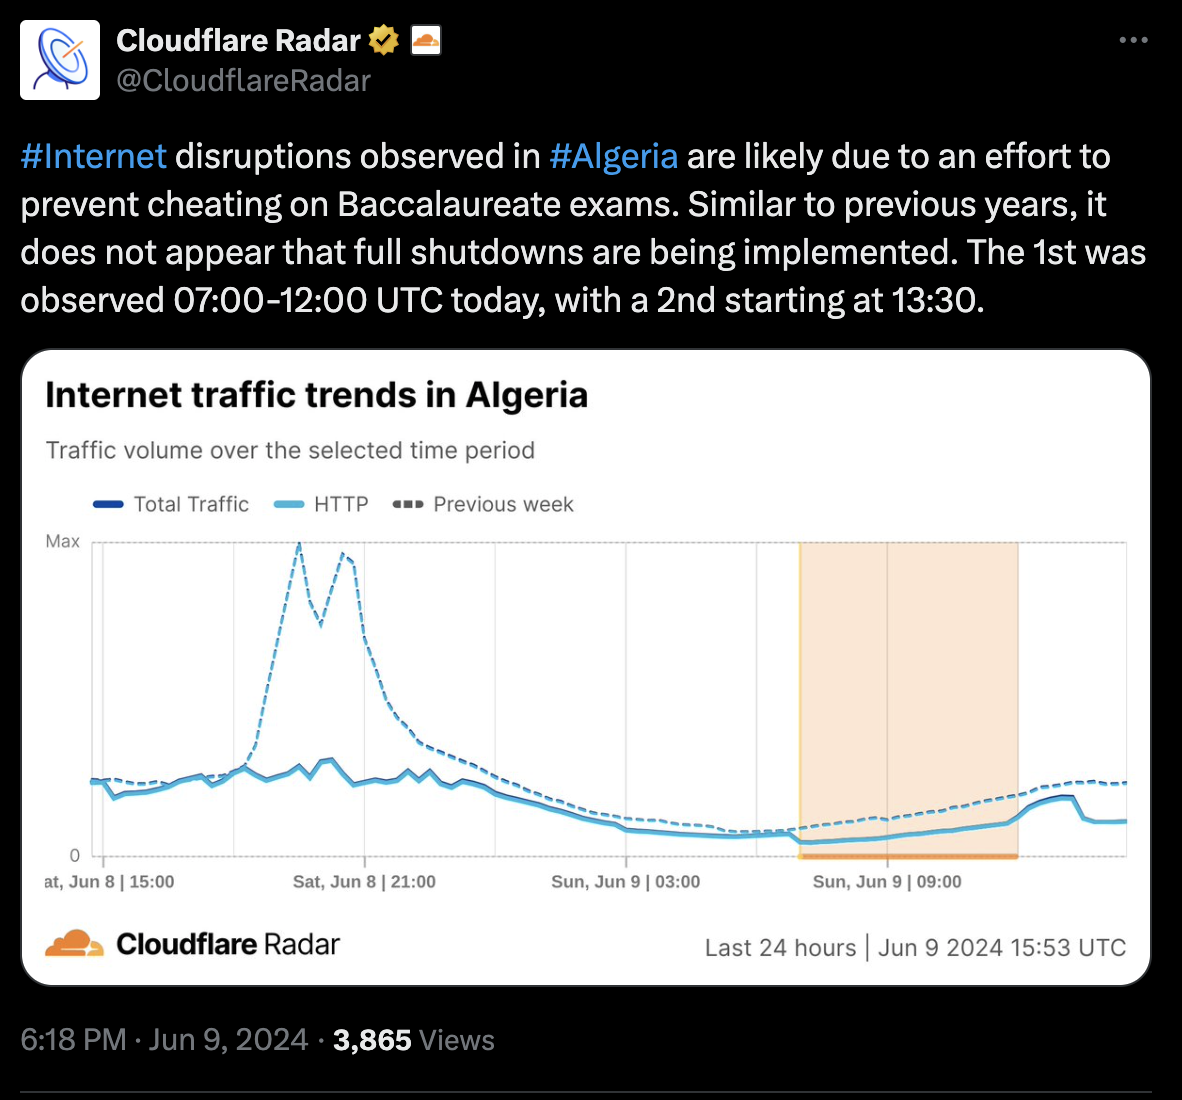 Cloudflare Radar
@CloudflareRadar
#Internet disruptions observed in #Algeria are likely due to an effort to
prevent cheating on Baccalaureate exams. Similar to previous years, it
does not appear that full shutdowns are being implemented. The 1st was
observed 07:00-12:00 UTC today, with a 2nd starting at 13:30.
Internet traffic trends in Algeria
Traffic volume over the selected time period
Total Traffic HTTP Previous week
Max
0
at, Jun 8 | 15:00 Sat, Jun 8 | 21:00 Sun, Jun 9 | 03:00 Sun, Jun 9 | 09:00
Cloudflare Radar Last 24 hours | Jun 9 2024 15:53 UTC
6:18 PM · Jun 9, 2024 · 3,865 Views